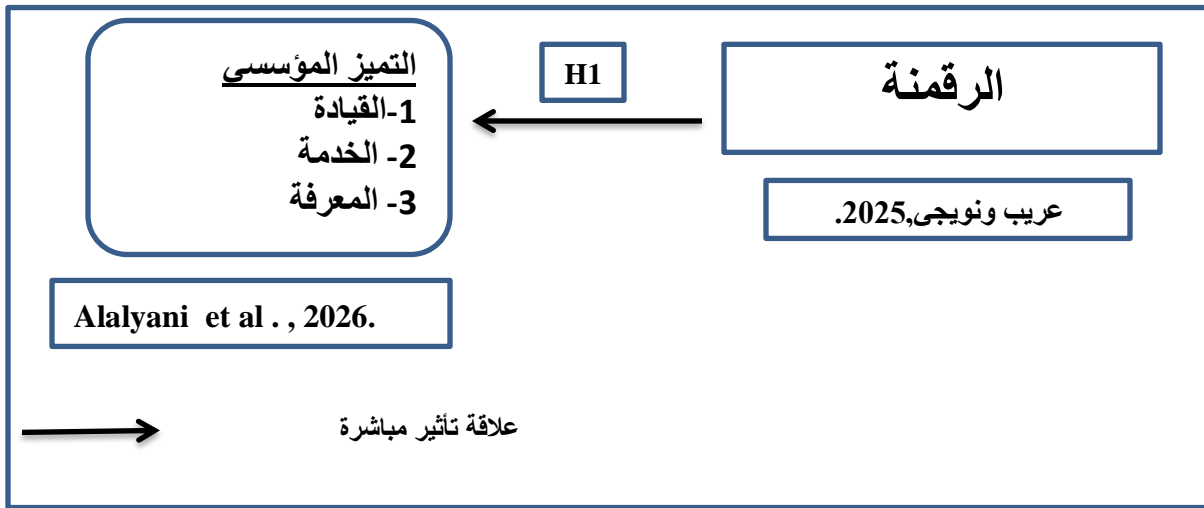 الرقمنة
عريب ونويجى,2025.
H1
التميز المؤسسي
1-القيادة
2- الخدمة
3- المعرفة
Alalyani et al . , 2026.
علاقة تأثير مباشرة